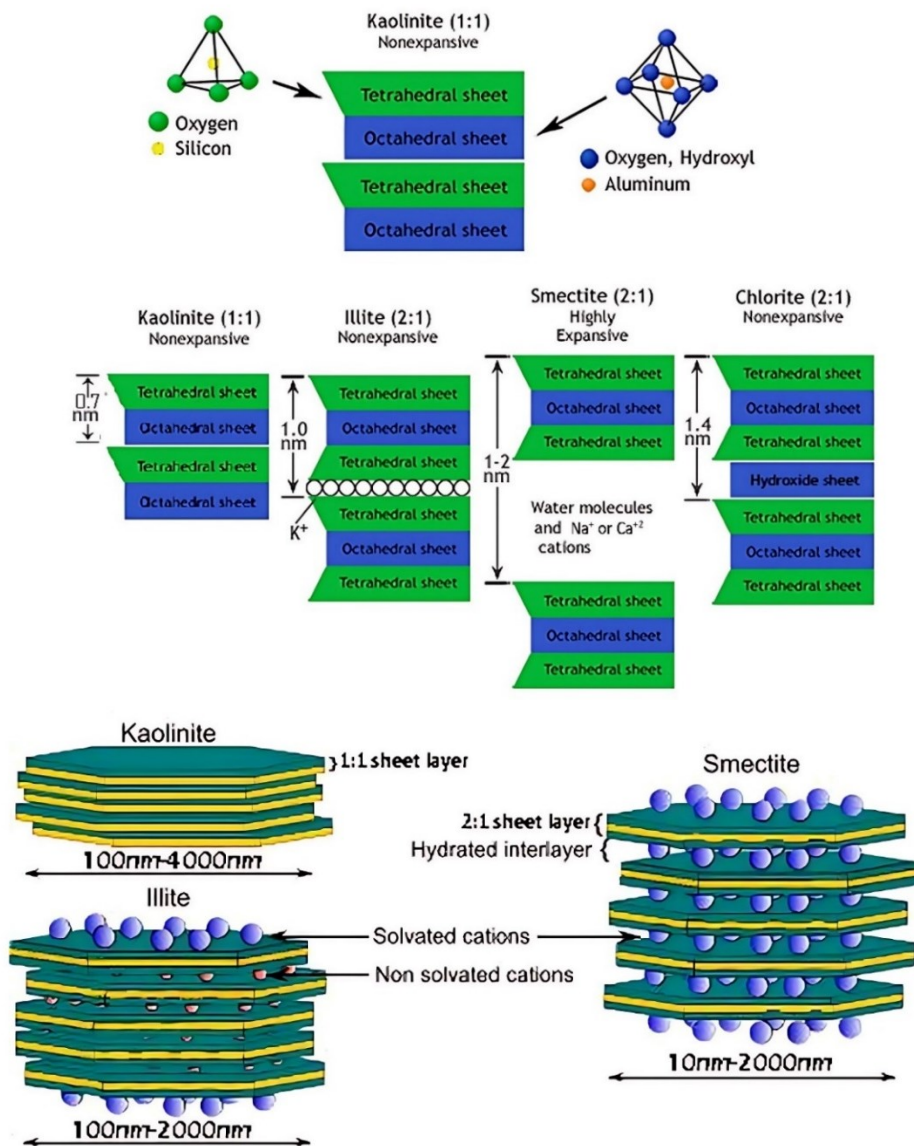 Kaolinite (1:1)
Nonexpansive
Tetrahedral sheet
Octahedral sheet
Tetrahedral sheet
Octahedral sheet
Oxygen
Silicon
Oxygen, Hydroxyl
Aluminum
Kaolinite (1:1)
Nonexpansive
0.7
nm
Tetrahedral sheet
Octahedral sheet
Tetrahedral sheet
Octahedral sheet
Illite (2:1)
Nonexpansive
1.0
nm
Tetrahedral sheet
Octahedral sheet
Tetrahedral sheet
K+
Tetrahedral sheet
Octahedral sheet
Tetrahedral sheet
Smectite (2:1)
Highly
Expansive
1-2
nm
Tetrahedral sheet
Octahedral sheet
Tetrahedral sheet
Water molecules
and Na+ or Ca+2
cations
Tetrahedral sheet
Octahedral sheet
Tetrahedral sheet
Chlorite (2:1)
Nonexpansive
1.4
nm
Tetrahedral sheet
Octahedral sheet
Tetrahedral sheet
Hydroxide sheet
Tetrahedral sheet
Octahedral sheet
Tetrahedral sheet
Kaolinite
1:1 sheet layer
100nm-4000nm
Illite
Solvated cations
Non solvated cations
100nm-2000nm
Smectite
2:1 sheet layer
Hydrated interlayer
10nm-2000nm